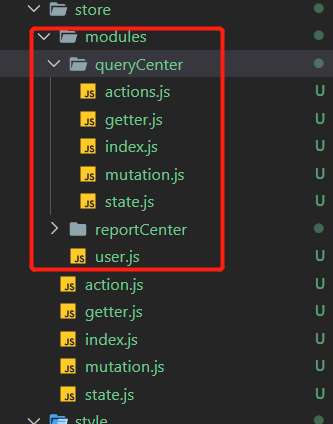 store
modules
queryCenter
JS actions.js U
JS getter.js U
JS index.js U
JS mutation.js U
JS state.js U
reportCenter
JS user.js U
JS action.js U
JS getter.js U
JS index.js U
JS mutation.js U
JS state.js U
style